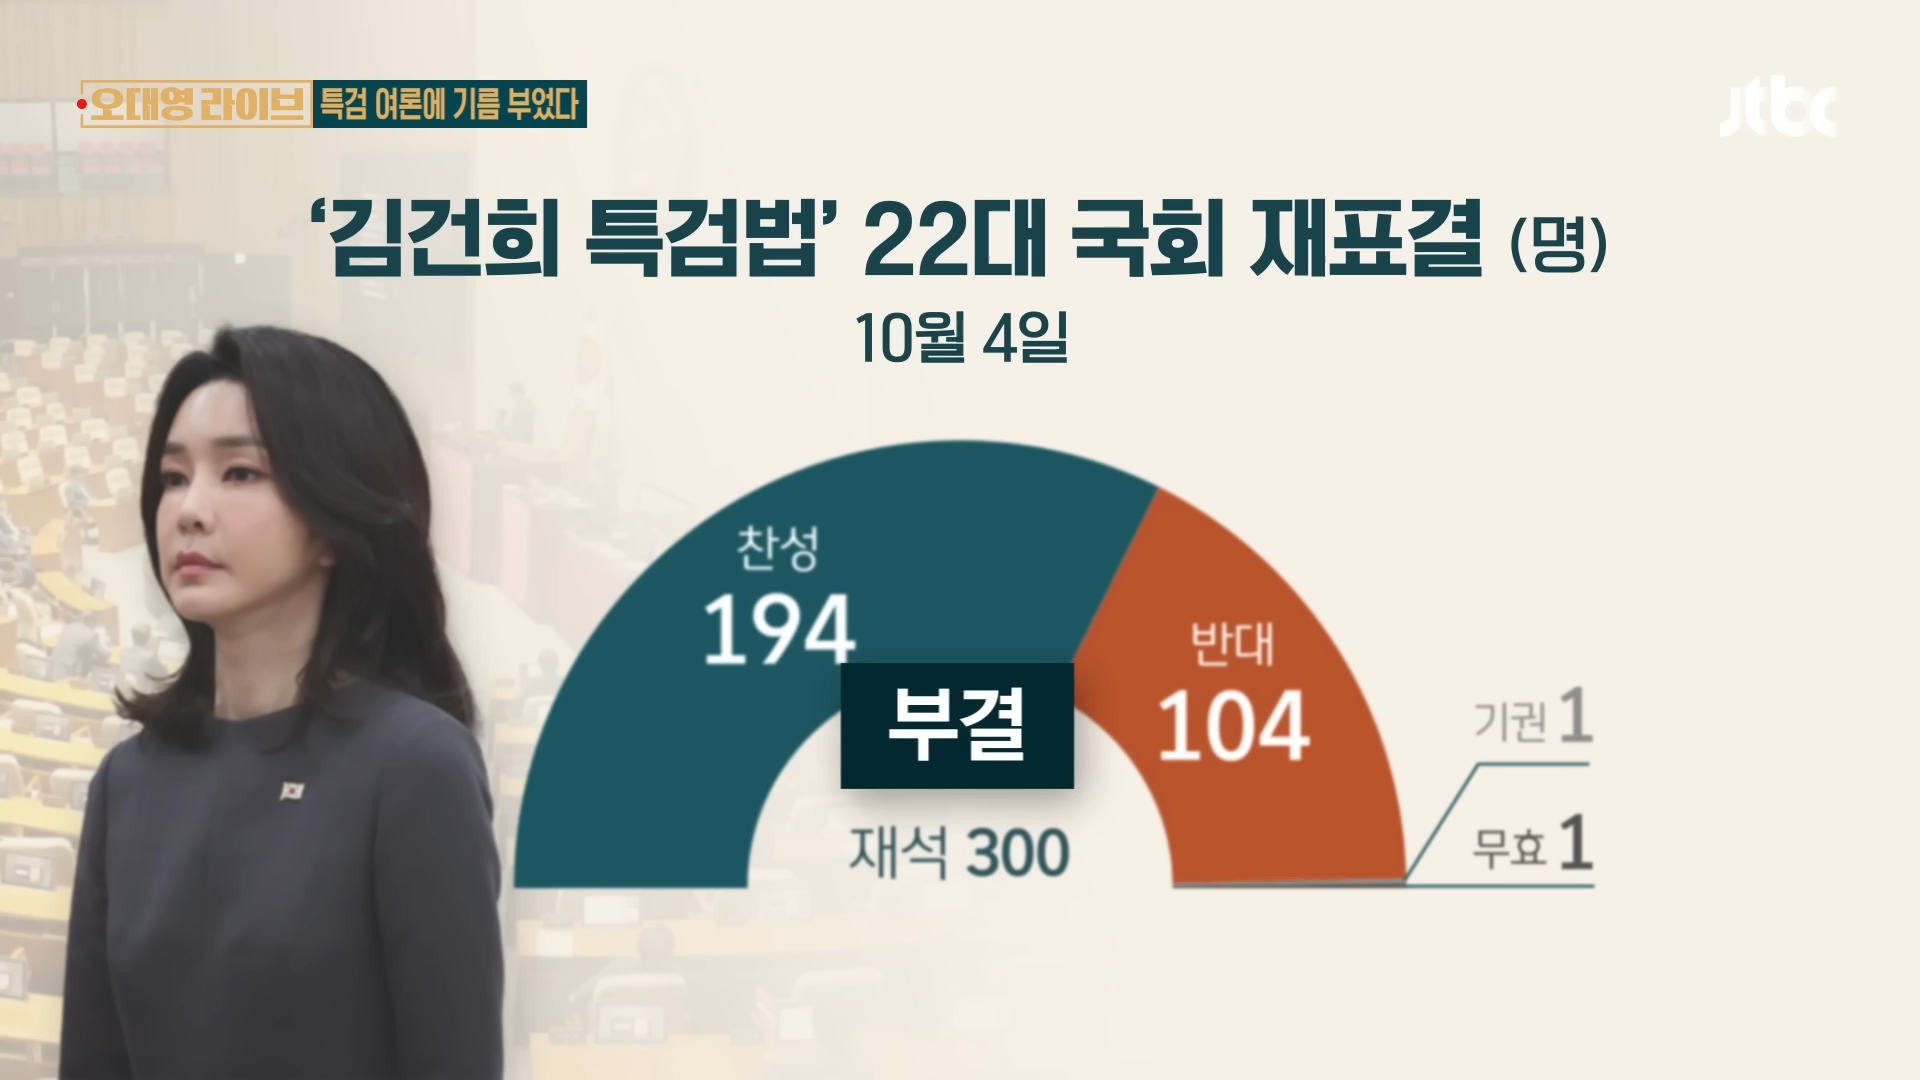 오대영 라이브 특검 여론에 기름 부었다
jtbc
‘김건희 특검법’ 22대 국회 재표결 (명)
10월 4일
찬성
194
반대
104
부결
기권 1
무효 1
재석 300